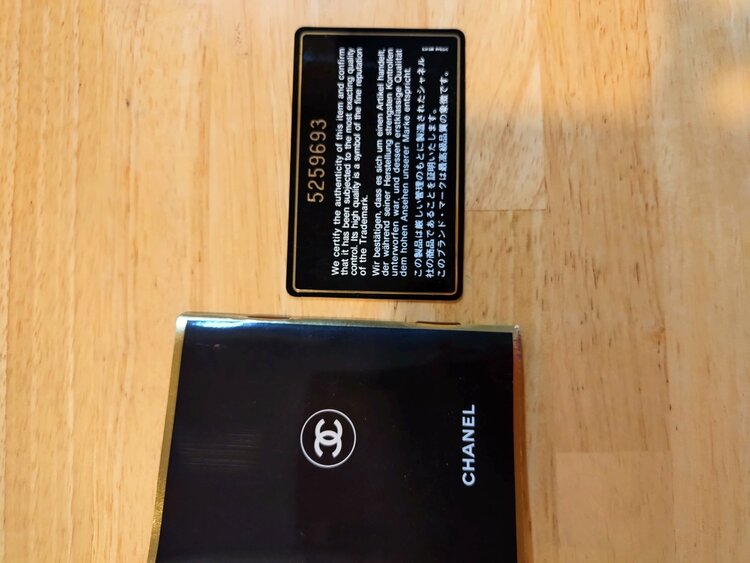 5259693
We certify the authenticity of this item and confirm
that it has been subjected to the most exacting quality
control. Its high quality is a symbol of the fine reputation
of the Trademark.
Wir bestätigen, dass es sich um einen Artikel handelt,
der während seiner Herstellung strengsten Kontrollen
unterworfen war, und dessen erstklassige Qualität
dem hohen Ansehen unserer Marke entspricht.
この製品は厳しい管理のもとに製造されたシャネル
社の商品であることを証明いたします。
このブランド・マークは最高級品質の象徴です。
CHANEL